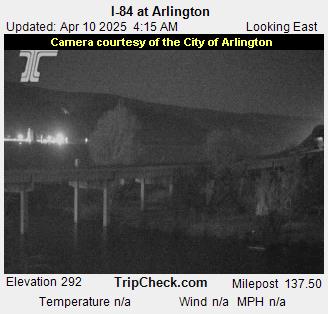 I-84 at Arlington
Updated: Apr 10 2025 4:15 AM Looking East
Camera courtesy of the City of Arlington
Elevation 292 TripCheck.com Milepost 137.50
Temperature n/a Wind n/a MPH n/a